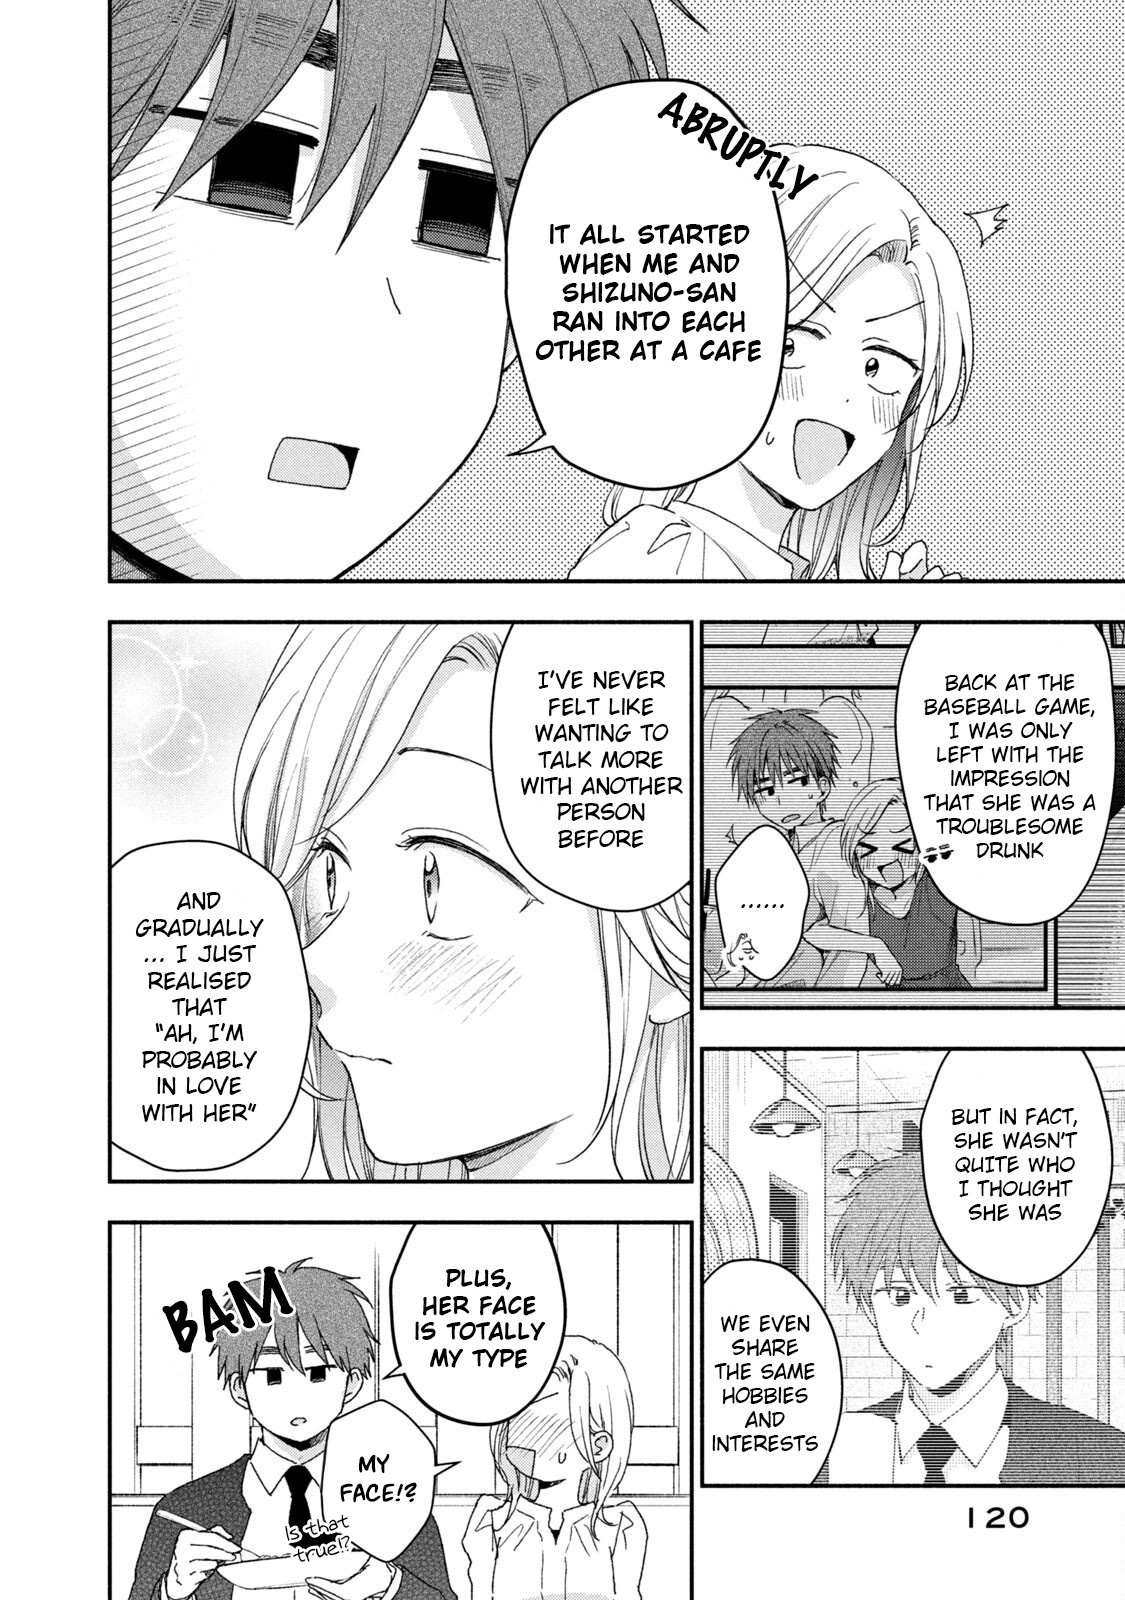 ABRUPTLY
IT ALL STARTED
WHEN ME AND
SHIZUNO-SAN
RAN INTO EACH
OTHER AT A CAFE
BACK AT THE
BASEBALL GAME,
I WAS ONLY
LEFT WITH THE
IMPRESSION
THAT SHE WAS A
TROUBLESOME
DRUNK
......
BUT IN FACT,
SHE WASN'T
QUITE WHO
I THOUGHT
SHE WAS
WE EVEN
SHARE
THE SAME
HOBBIES
AND
INTERESTS
I'VE NEVER
FELT LIKE
WANTING TO
TALK MORE
WITH ANOTHER
PERSON
BEFORE
AND
GRADUALLY
... I JUST
REALISED
THAT
"AH, I'M
PROBABLY
IN LOVE
WITH HER"
PLUS,
HER FACE
IS TOTALLY
MY TYPE
BAM
MY
FACE!?
Is that
true!?
120